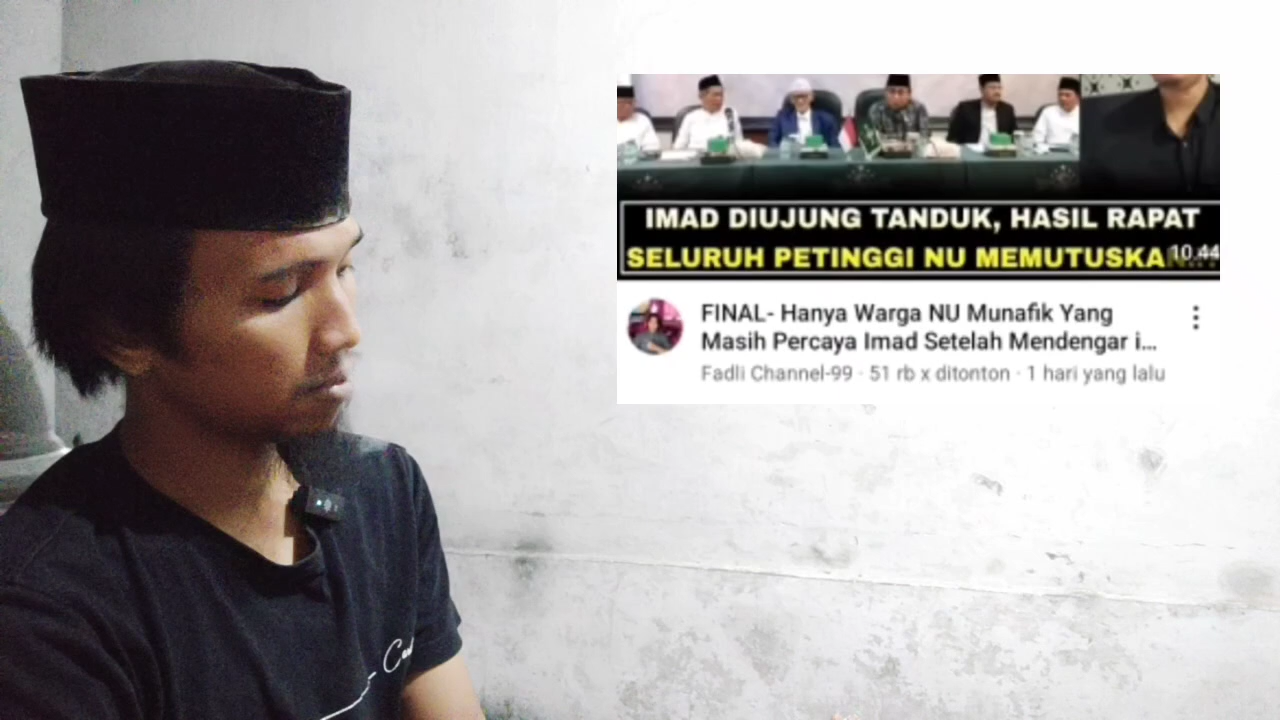 IMAD DIUJUNG TANDUK, HASIL RAPAT
SELURUH PETINGGI NU MEMUTUSKA
10.44
FINAL- Hanya Warga NU Munafik Yang
Masih Percaya Imad Setelah Mendengar i...
Fadli Channel-99 · 51 rb x ditonton · 1 hari yang lalu